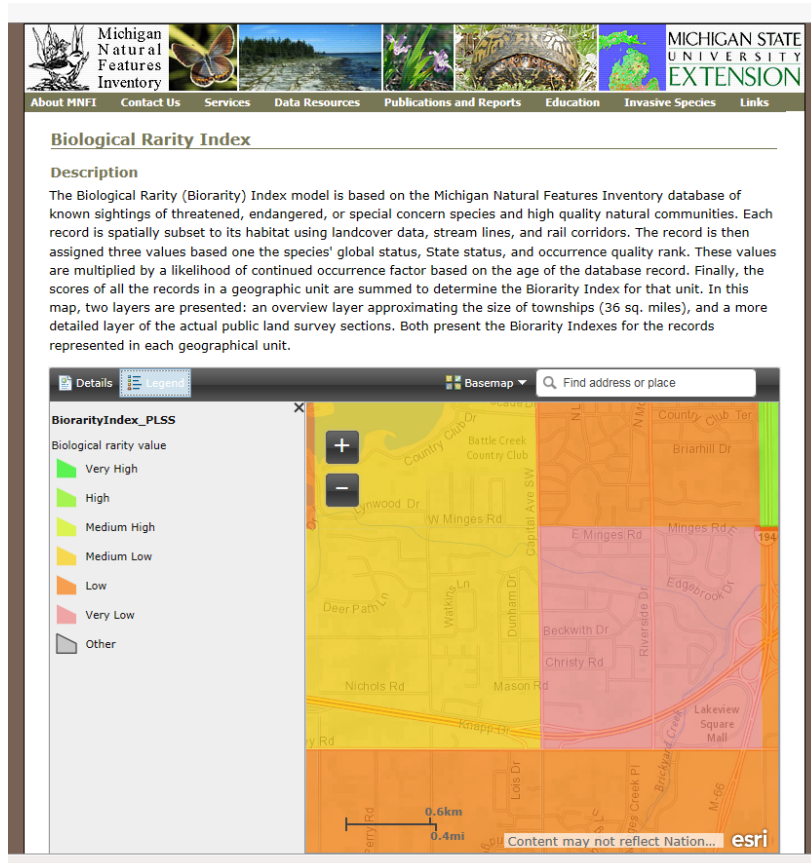 Michigan
Natural
Features
Inventory
MICHIGAN STATE
UNIVERSITY
EXTENSION
About MNFI Contact Us Services Data Resources Publications and Reports Education Invasive Species Links
Biological Rarity Index
Description
The Biological Rarity (Biorarity) Index model is based on the Michigan Natural Features Inventory database of
known sightings of threatened, endangered, or special concern species and high quality natural communities. Each
record is spatially subset to its habitat using landcover data, stream lines, and rail corridors. The record is then
assigned three values based one the species' global status, State status, and occurrence quality rank. These values
are multiplied by a likelihood of continued occurrence factor based on the age of the database record. Finally, the
scores of all the records in a geographic unit are summed to determine the Biorarity Index for that unit. In this
map, two layers are presented: an overview layer approximating the size of townships (36 sq. miles), and a more
detailed layer of the actual public land survey sections. Both present the Biorarity Indexes for the records
represented in each geographical unit.
Details Legend Basemap Find address or place
BiorarityIndex_PLSS
Biological rarity value
Very High
High
Medium High
Medium Low
Low
Very Low
Other
+
−
Country Club Dr
Battle Creek
Country Club
Country Club Ter
Briarhill Dr
Lynwood Dr
W Minges Rd
Capital Ave SW
E Minges Rd
Minges Rd E
194
Deer Path Ln
Watkins Ln
Dunham Dr
Edgebrook Dr
Beckwith Dr
Riverside Dr
Christy Rd
Nichols Rd
Mason Rd
Knapp Dr
Lakeview
Square
Mall
Brickyard Creek
Lois Dr
M-66
Perry Rd
Creek Pl
0.6km
0.4mi
Content may not reflect Nation...
esri